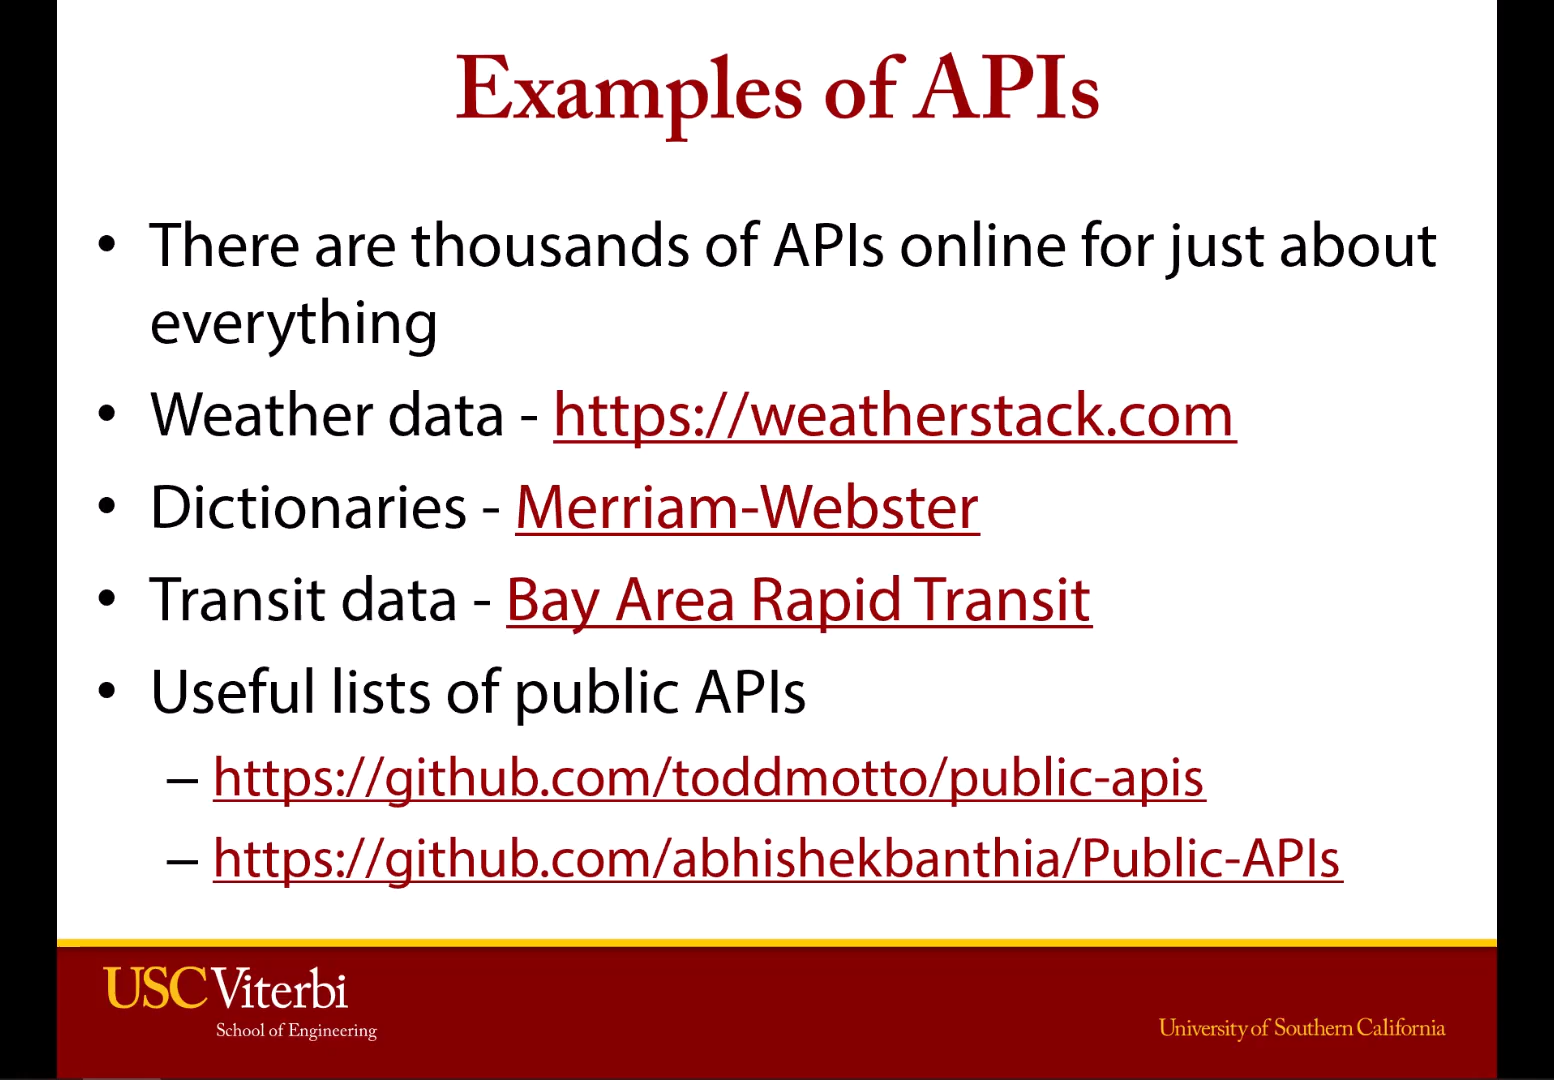 Examples of APIs
• There are thousands of APIs online for just about
everything
• Weather data - https://weatherstack.com
• Dictionaries - Merriam-Webster
• Transit data - Bay Area Rapid Transit
• Useful lists of public APIs
– https://github.com/toddmotto/public-apis
– https://github.com/abhishekbanthia/Public-APIs
USC Viterbi
School of Engineering
University of Southern California